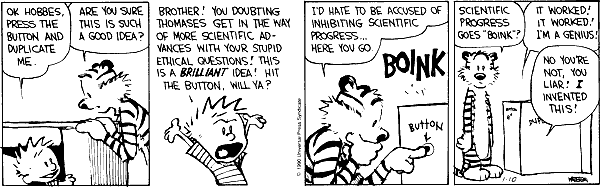 OK HOBBES,
PRESS THE
BUTTON AND
DUPLICATE
ME.
ARE YOU SURE
THIS IS SUCH
A GOOD IDEA?
BROTHER! YOU DOUBTING
THOMASES GET IN THE WAY
OF MORE SCIENTIFIC AD-
VANCES WITH YOUR STUPID
ETHICAL QUESTIONS! THIS
IS A BRILLIANT IDEA! HIT
THE BUTTON, WILL YA?
© 1990 Universal Press Syndicate
I'D HATE TO BE ACCUSED OF
INHIBITING SCIENTIFIC
PROGRESS...
HERE YOU GO.
BOINK
BUTTON
SCIENTIFIC
PROGRESS
GOES "BOINK"?
IT WORKED!
IT WORKED!
I'M A GENIUS!
NO YOU'RE
NOT, YOU
LIAR! I
INVENTED
THIS!
1-10